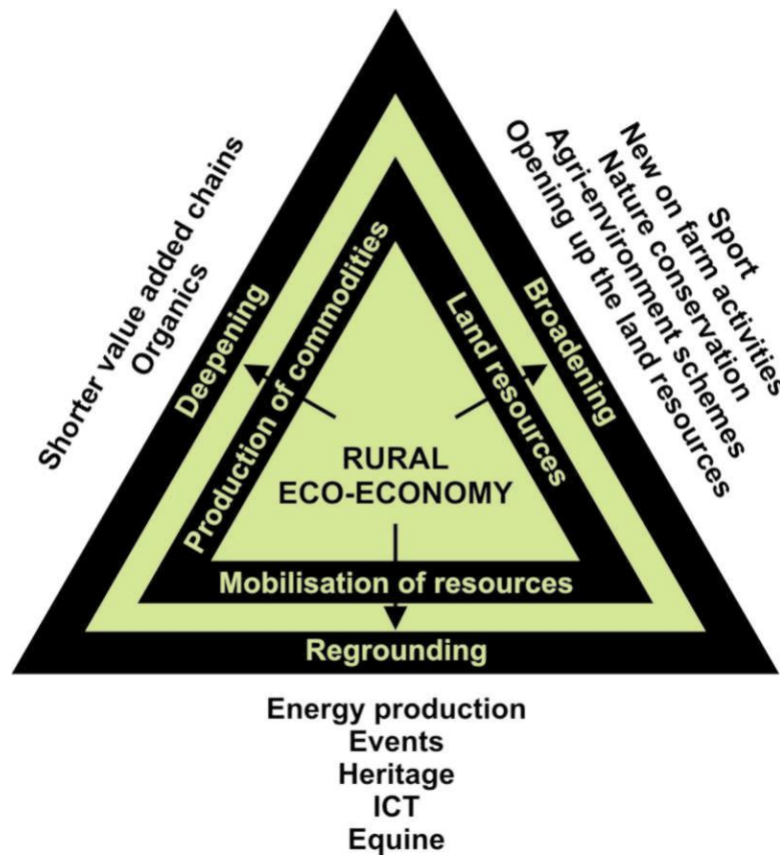 Shorter value added chains
Organics
Deepening
Production of commodities
Sport
New on farm activities
Nature conservation
Agri-environment schemes
Opening up the land resources
Broadening
Land resources
RURAL
ECO-ECONOMY
Mobilisation of resources
Regrounding
Energy production
Events
Heritage
ICT
Equine